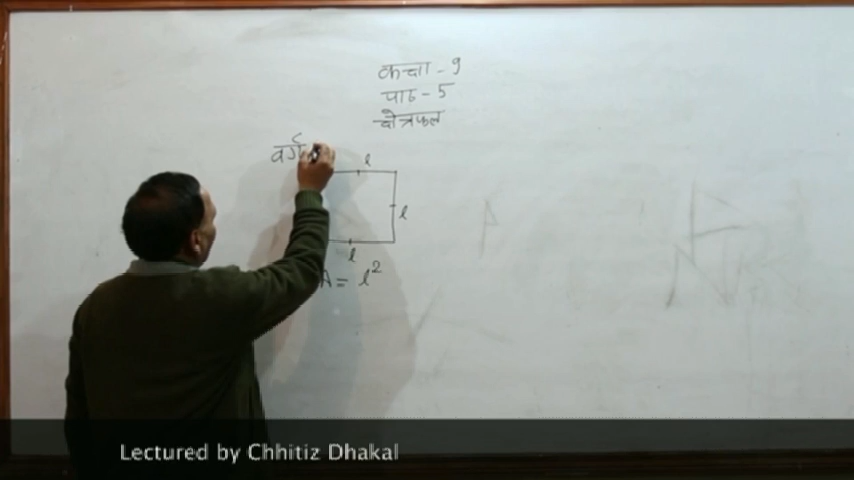 कक्षा - 9
पाठ - 5
क्षेत्रफल
वर्ग
l
l
l
A = l²
Lectured by Chhitiz Dhakal